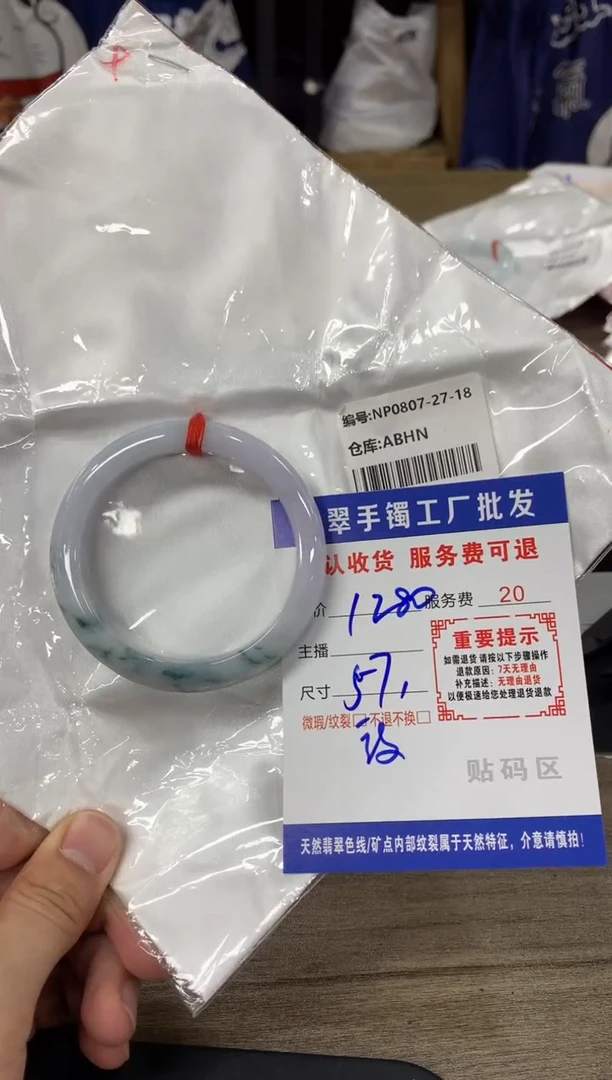 编号:NP0807-27-18
仓库:ABHN
翠手镯工厂批发
认收货 服务费可退
价 1280 服务费 20
主播
尺寸 57.
微瑕/纹裂□不退不换□
重要提示
如需退货 请按以下步骤操作
退款原因:7天无理由
补充描述:无理由退货
以便极速给您处理退货退款
贴码区
天然翡翠色线/矿点内部纹裂属于天然特征,介意请慎拍!